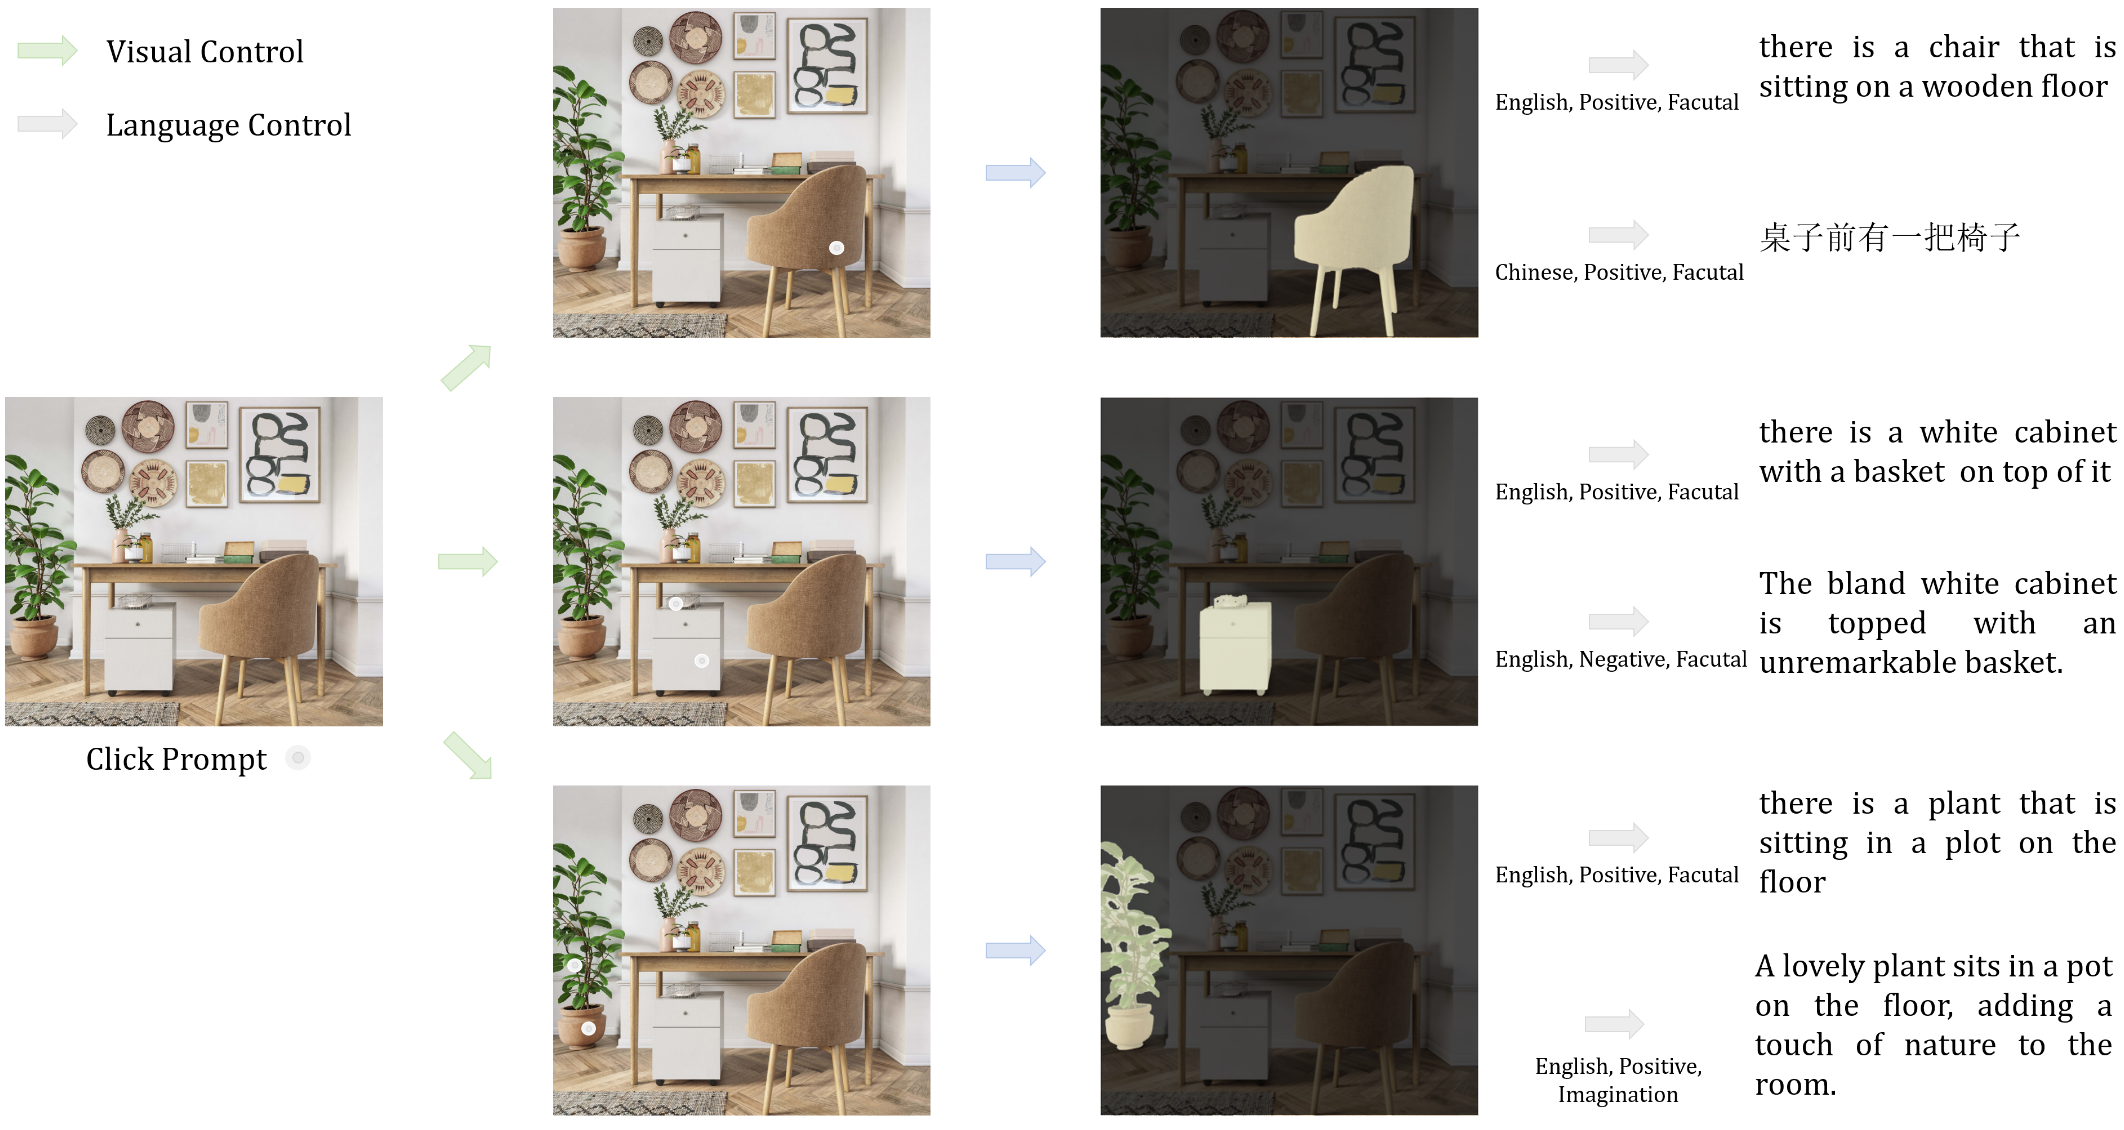 Visual Control
Language Control
English, Positive, Facutal
there is a chair that is
sitting on a wooden floor
Chinese, Positive, Facutal
桌子前有一把椅子
Click Prompt
English, Positive, Facutal
there is a white cabinet
with a basket on top of it
English, Negative, Facutal
The bland white cabinet
is topped with an
unremarkable basket.
English, Positive, Facutal
there is a plant that is
sitting in a plot on the
floor
English, Positive,
Imagination
A lovely plant sits in a pot
on the floor, adding a
touch of nature to the
room.